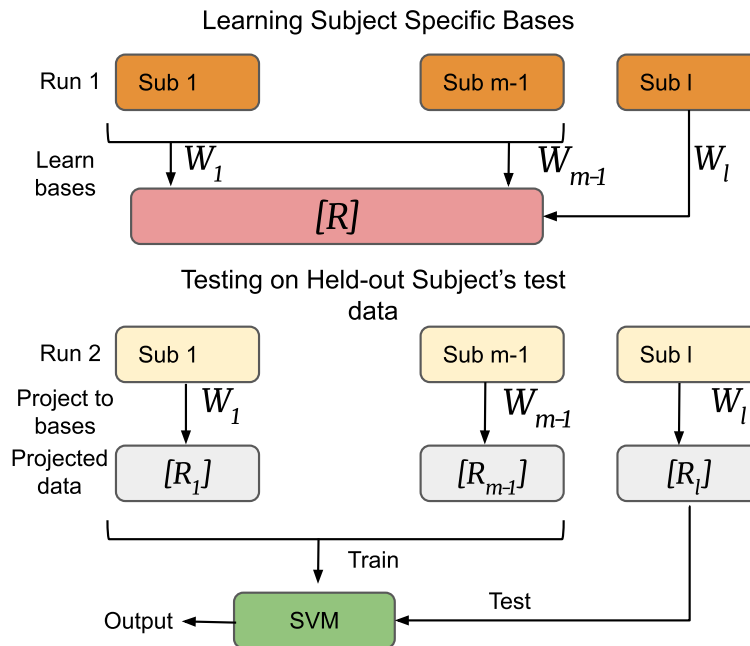 Learning Subject Specific Bases
Run 1
Sub 1
Sub m-1
Sub l
Learn
bases
W1
Wm-1
Wl
[R]
Testing on Held-out Subject's test
data
Run 2
Sub 1
Sub m-1
Sub l
Project to
bases
W1
Wm-1
Wl
Projected
data
[R1]
[Rm-1]
[Rl]
Train
Test
Output
SVM